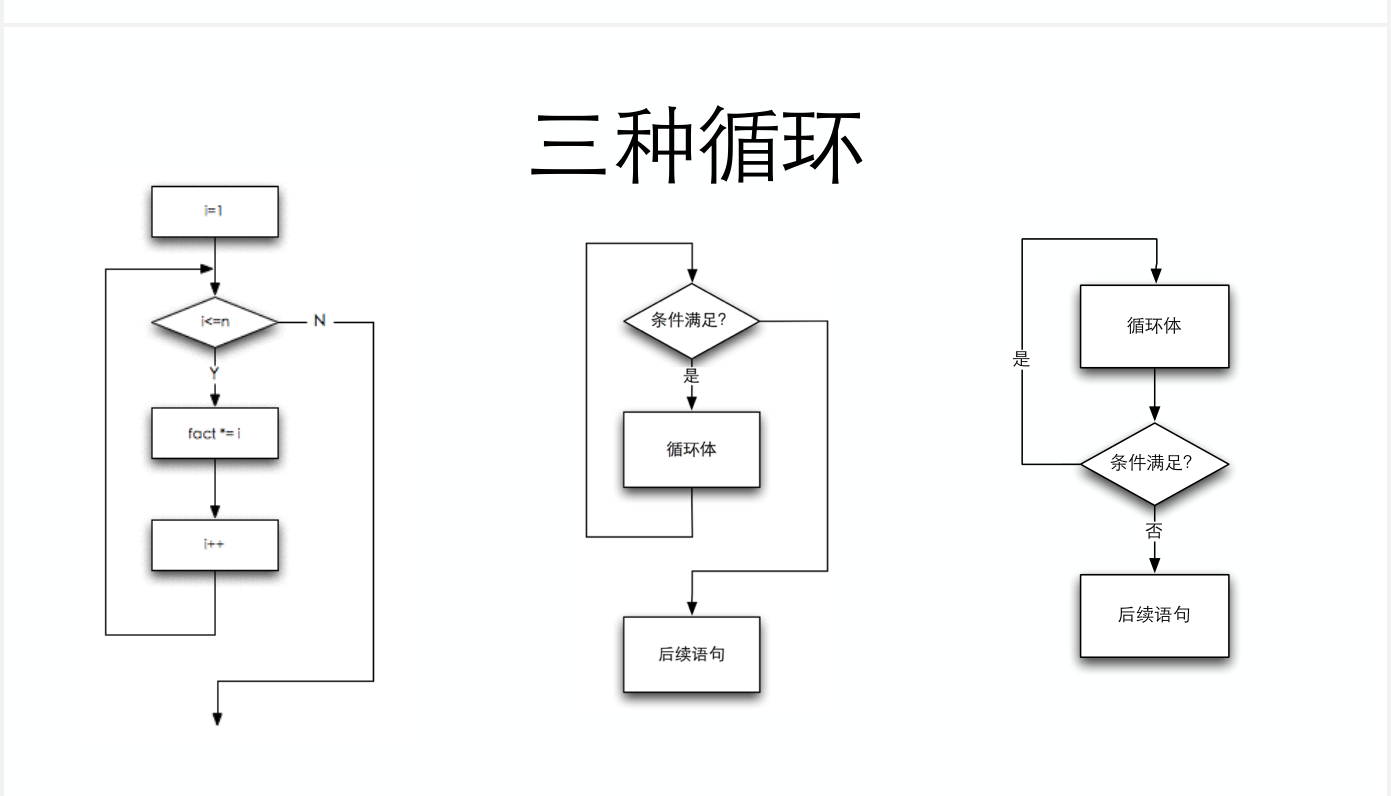 三种循环
i=1
i<=n
N
Y
fact *= i
i++
条件满足?
是
循环体
后续语句
循环体
是
条件满足?
否
后续语句